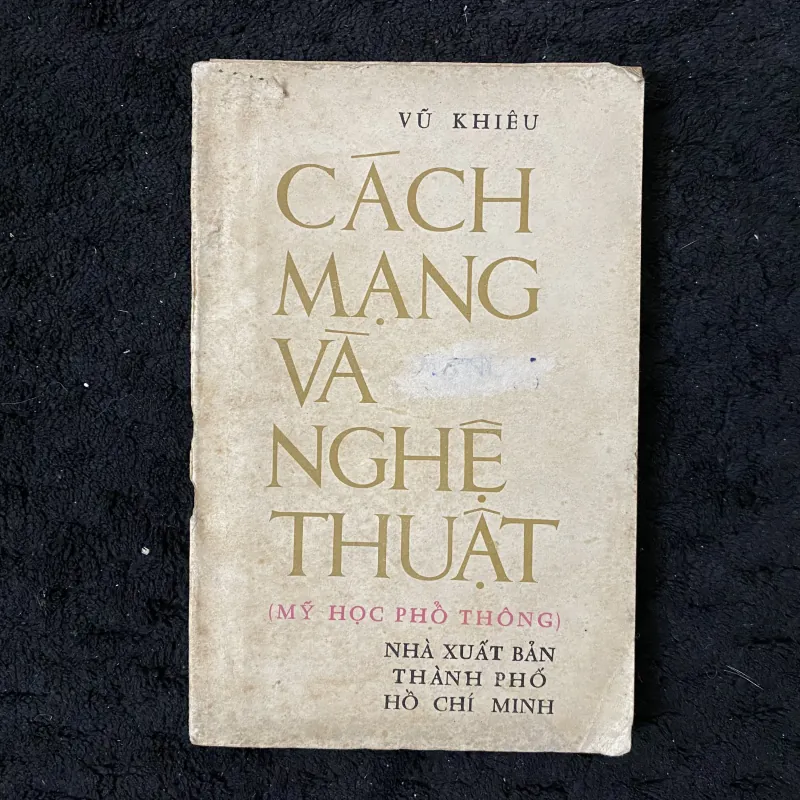 VŨ KHIÊU
CÁCH
MẠNG
VÀ
NGHỆ
THUẬT
(MỸ HỌC PHỔ THÔNG)
NHÀ XUẤT BẢN
THÀNH PHỐ
HỒ CHÍ MINH